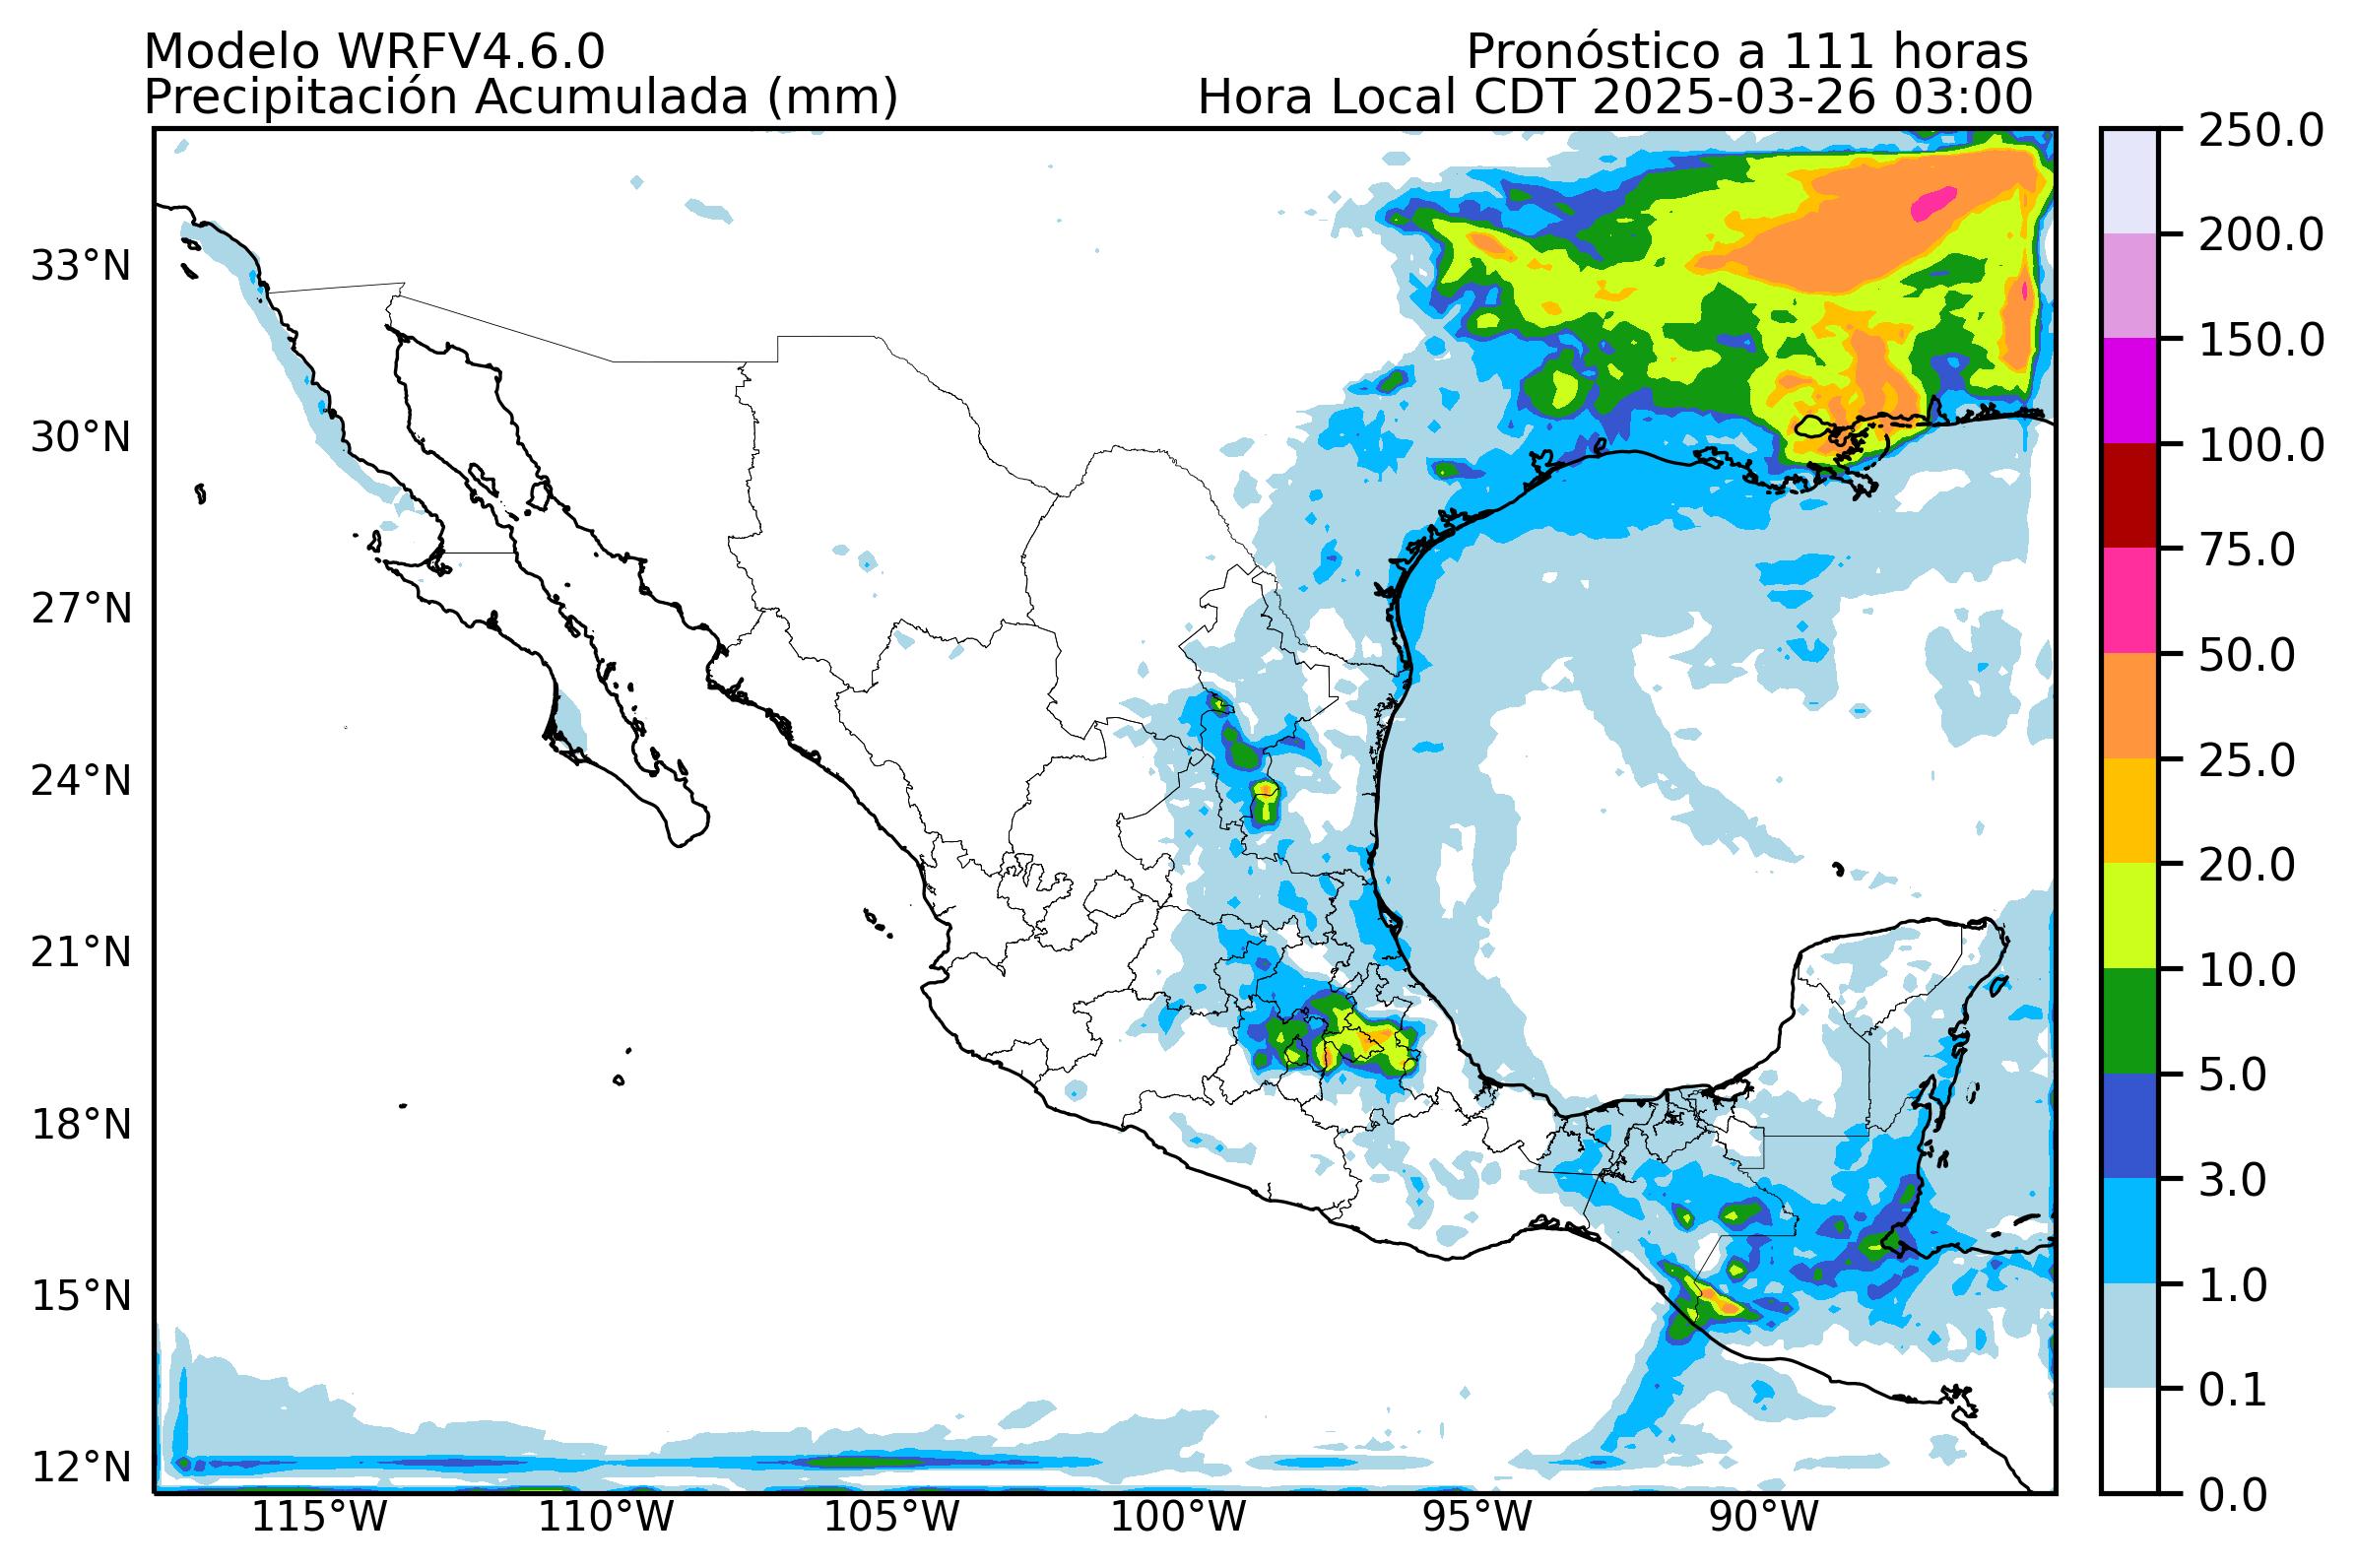 Modelo WRFV4.6.0
Pronóstico a 111 horas
Precipitación Acumulada (mm)
Hora Local CDT 2025-03-26 03:00
33°N
30°N
27°N
24°N
21°N
18°N
15°N
12°N
115°W
110°W
105°W
100°W
95°W
90°W
250.0
200.0
150.0
100.0
75.0
50.0
25.0
20.0
10.0
5.0
3.0
1.0
0.1
0.0